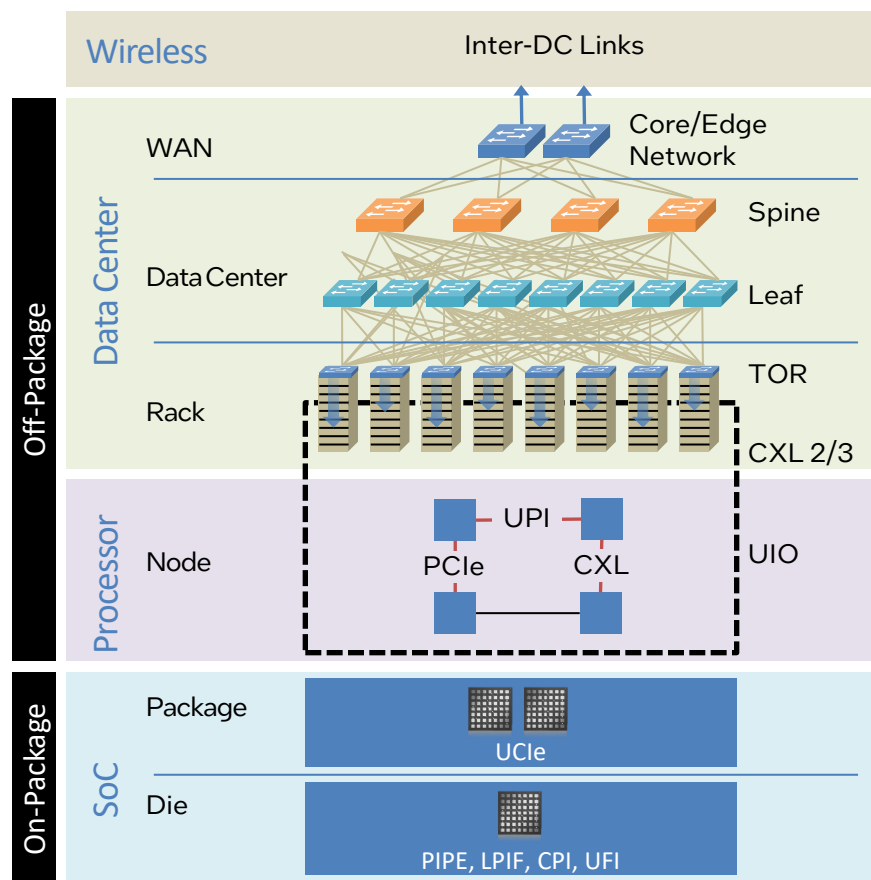 Wireless
Inter-DC Links
Off-Package
Data Center
WAN
Core/Edge
Network
Spine
Data Center
Leaf
TOR
Rack
CXL 2/3
Processor
Node
UPI
PCIe
CXL
UIO
On-Package
SoC
Package
UCIe
Die
PIPE, LPIF, CPI, UFI